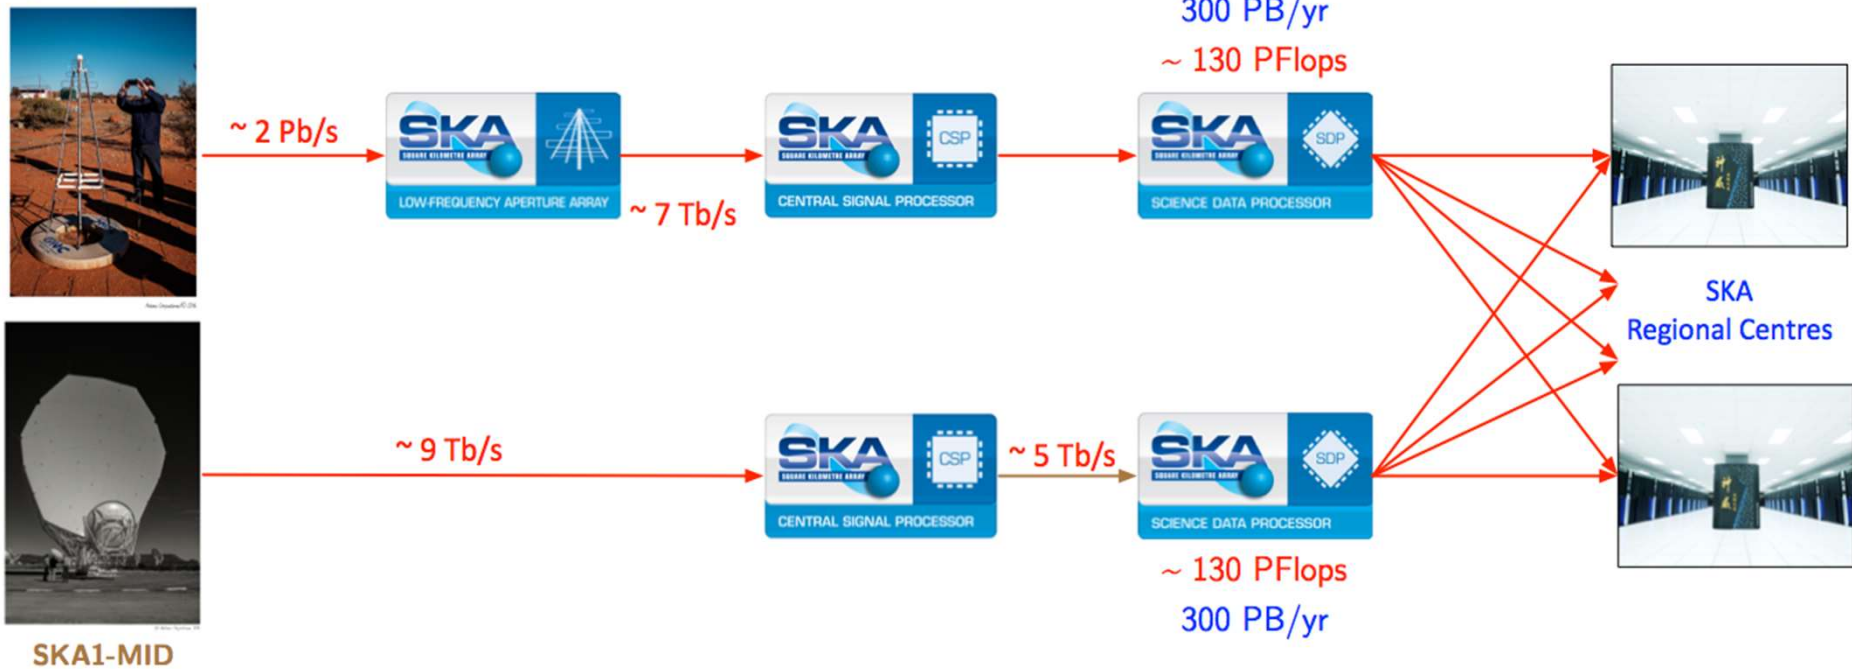 300 PB/yr
~ 130 PFlops
~ 2 Pb/s
SKA
SQUARE KILOMETRE ARRAY
LOW-FREQUENCY APERTURE ARRAY
~ 7 Tb/s
SKA
SQUARE KILOMETRE ARRAY
CSP
CENTRAL SIGNAL PROCESSOR
SKA
SQUARE KILOMETRE ARRAY
SDP
SCIENCE DATA PROCESSOR
SKA
Regional Centres
~ 9 Tb/s
SKA
SQUARE KILOMETRE ARRAY
CSP
CENTRAL SIGNAL PROCESSOR
~ 5 Tb/s
SKA
SQUARE KILOMETRE ARRAY
SDP
SCIENCE DATA PROCESSOR
~ 130 PFlops
300 PB/yr
SKA1-MID